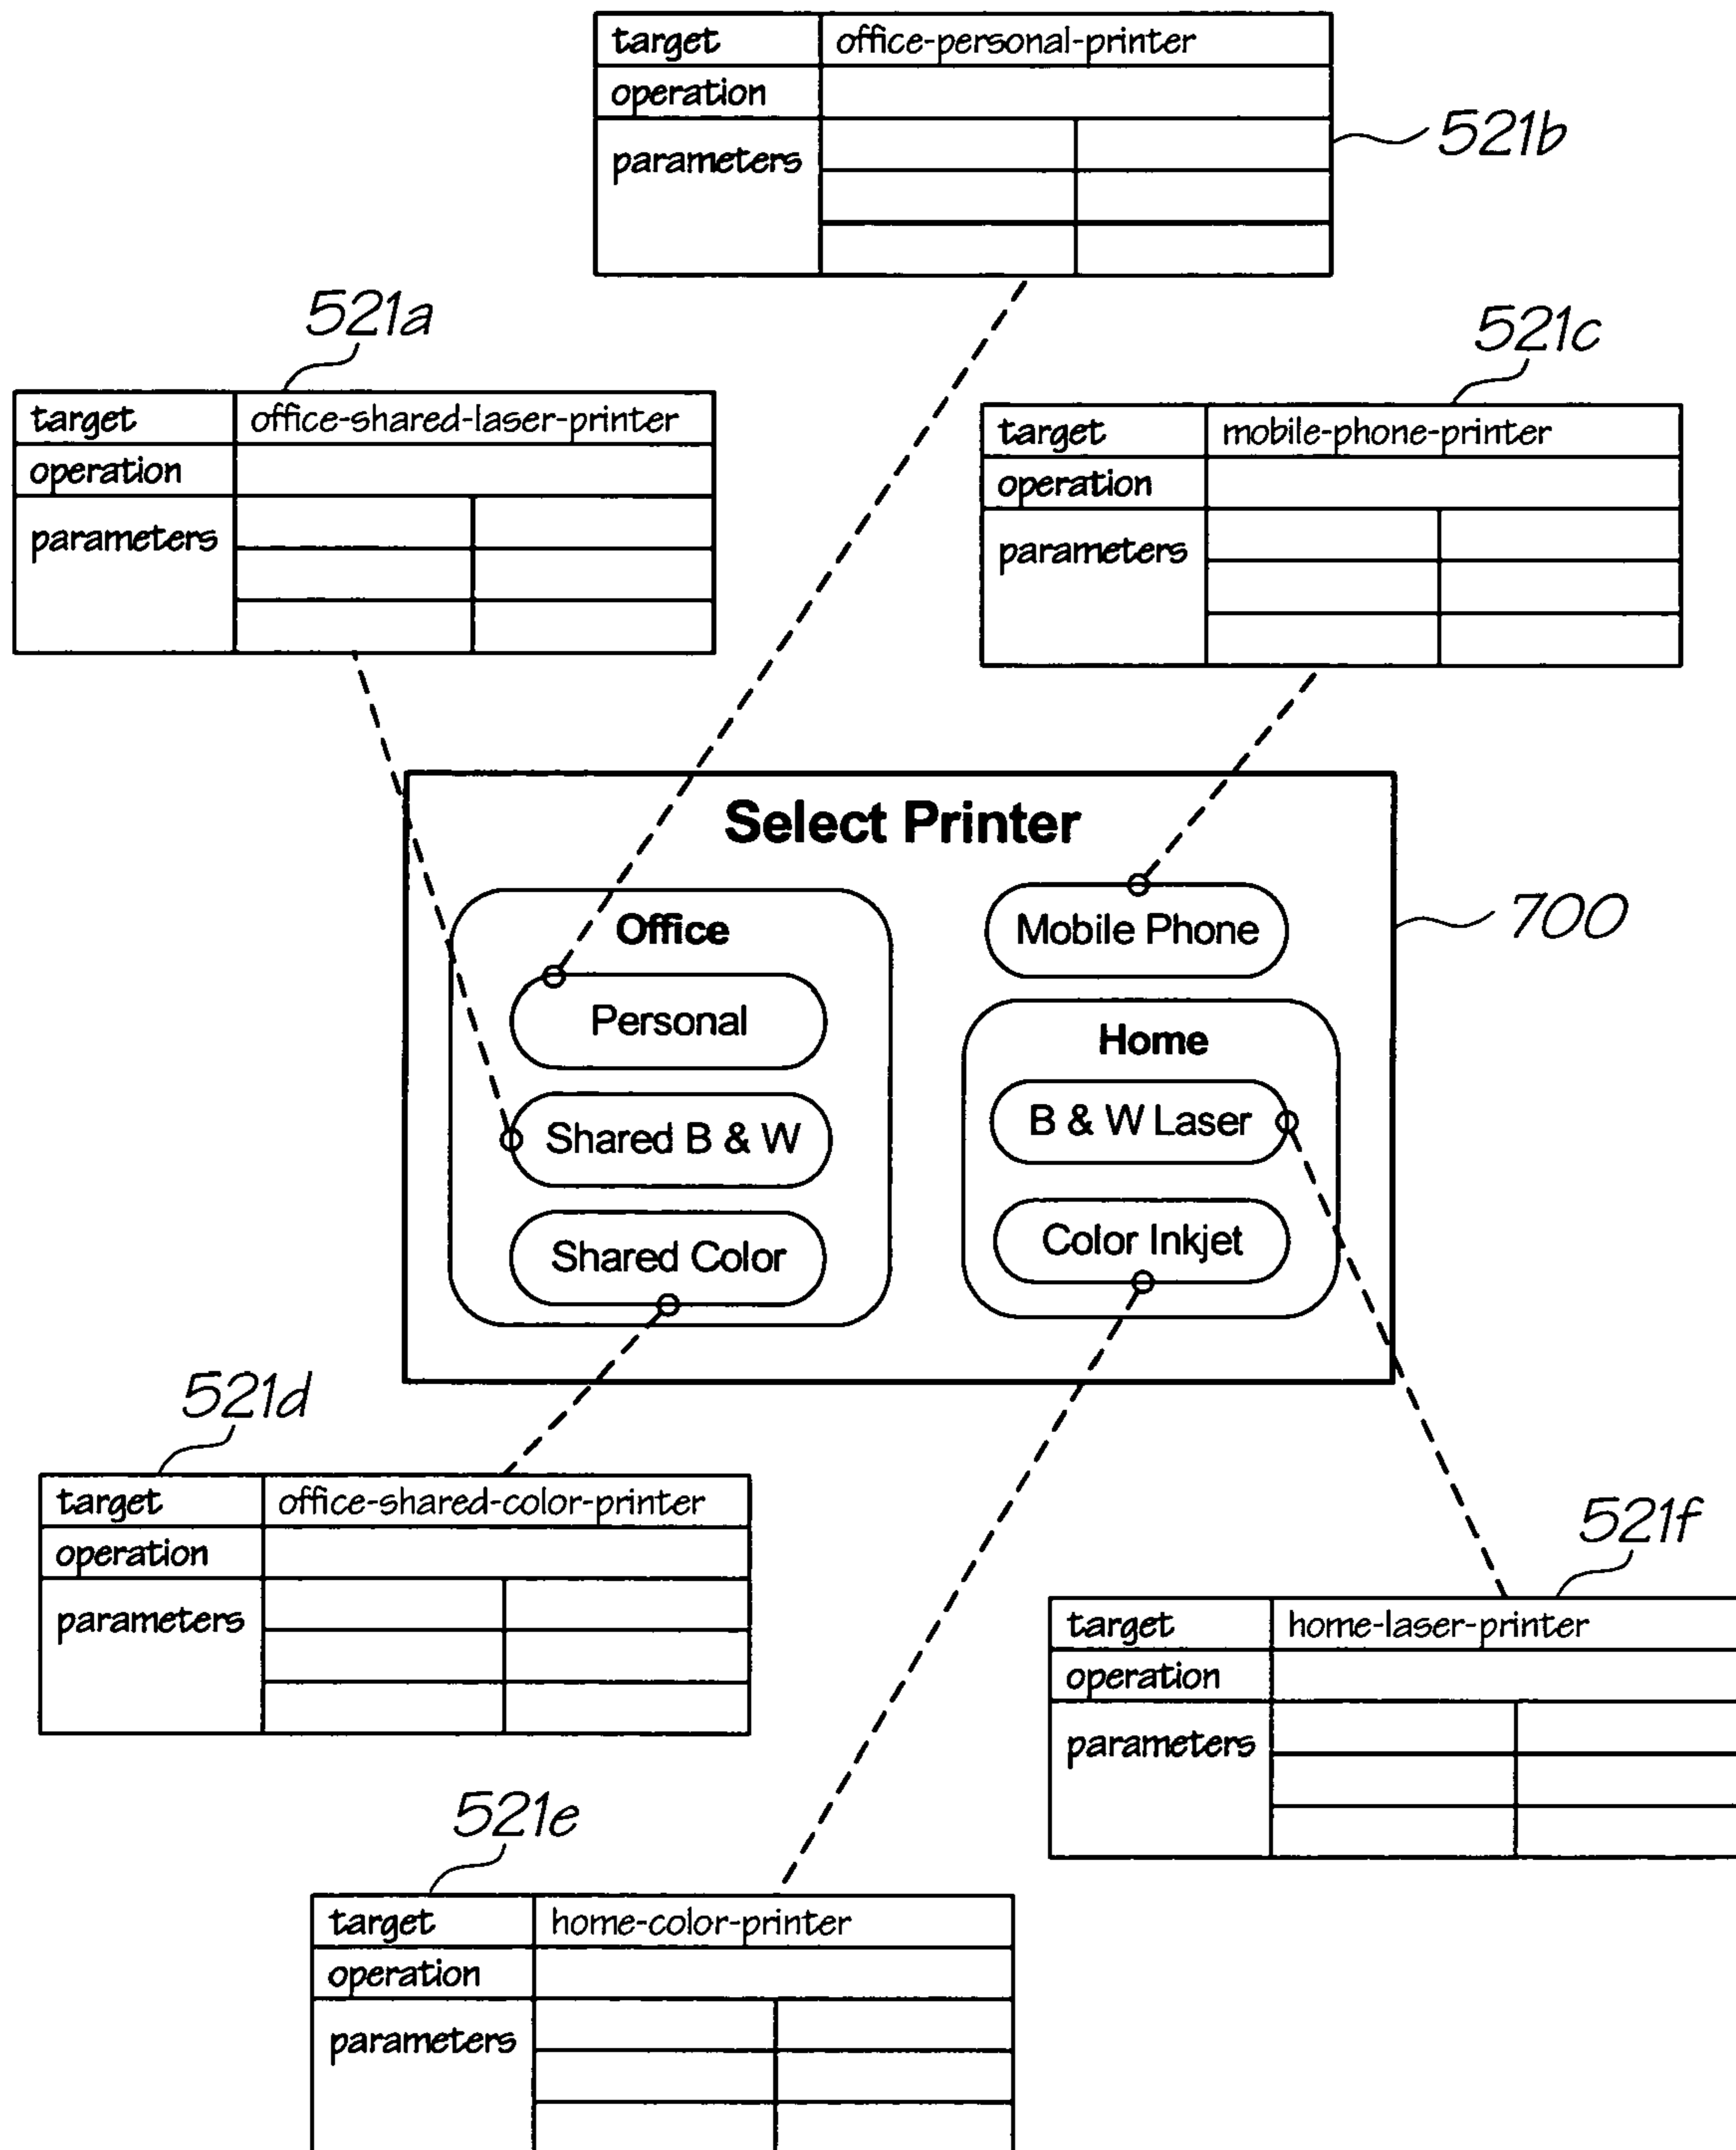 target office-personal-printer
operation
parameters
521b
521a
target office-shared-laser-printer
operation
parameters
521c
target mobile-phone-printer
operation
parameters
Select Printer
700
Office
Personal
Shared B & W
Shared Color
Mobile Phone
Home
B & W Laser
Color Inkjet
521d
target office-shared-color-printer
operation
parameters
521f
target home-laser-printer
operation
parameters
521e
target home-color-printer
operation
parameters